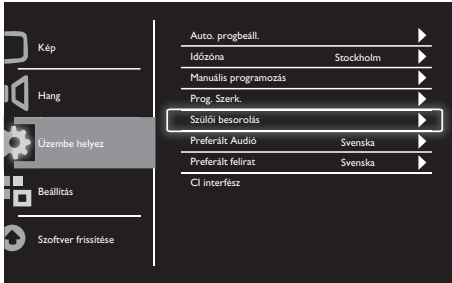 Kép
Hang
Üzembe helyez
Beállítás
Szoftver frissítése
Auto. progbeáll.
Időzóna Stockholm
Manuális programozás
Prog. Szerk.
Szülői besorolás
Preferált Audió Svenska
Preferált felirat Svenska
CI interfész